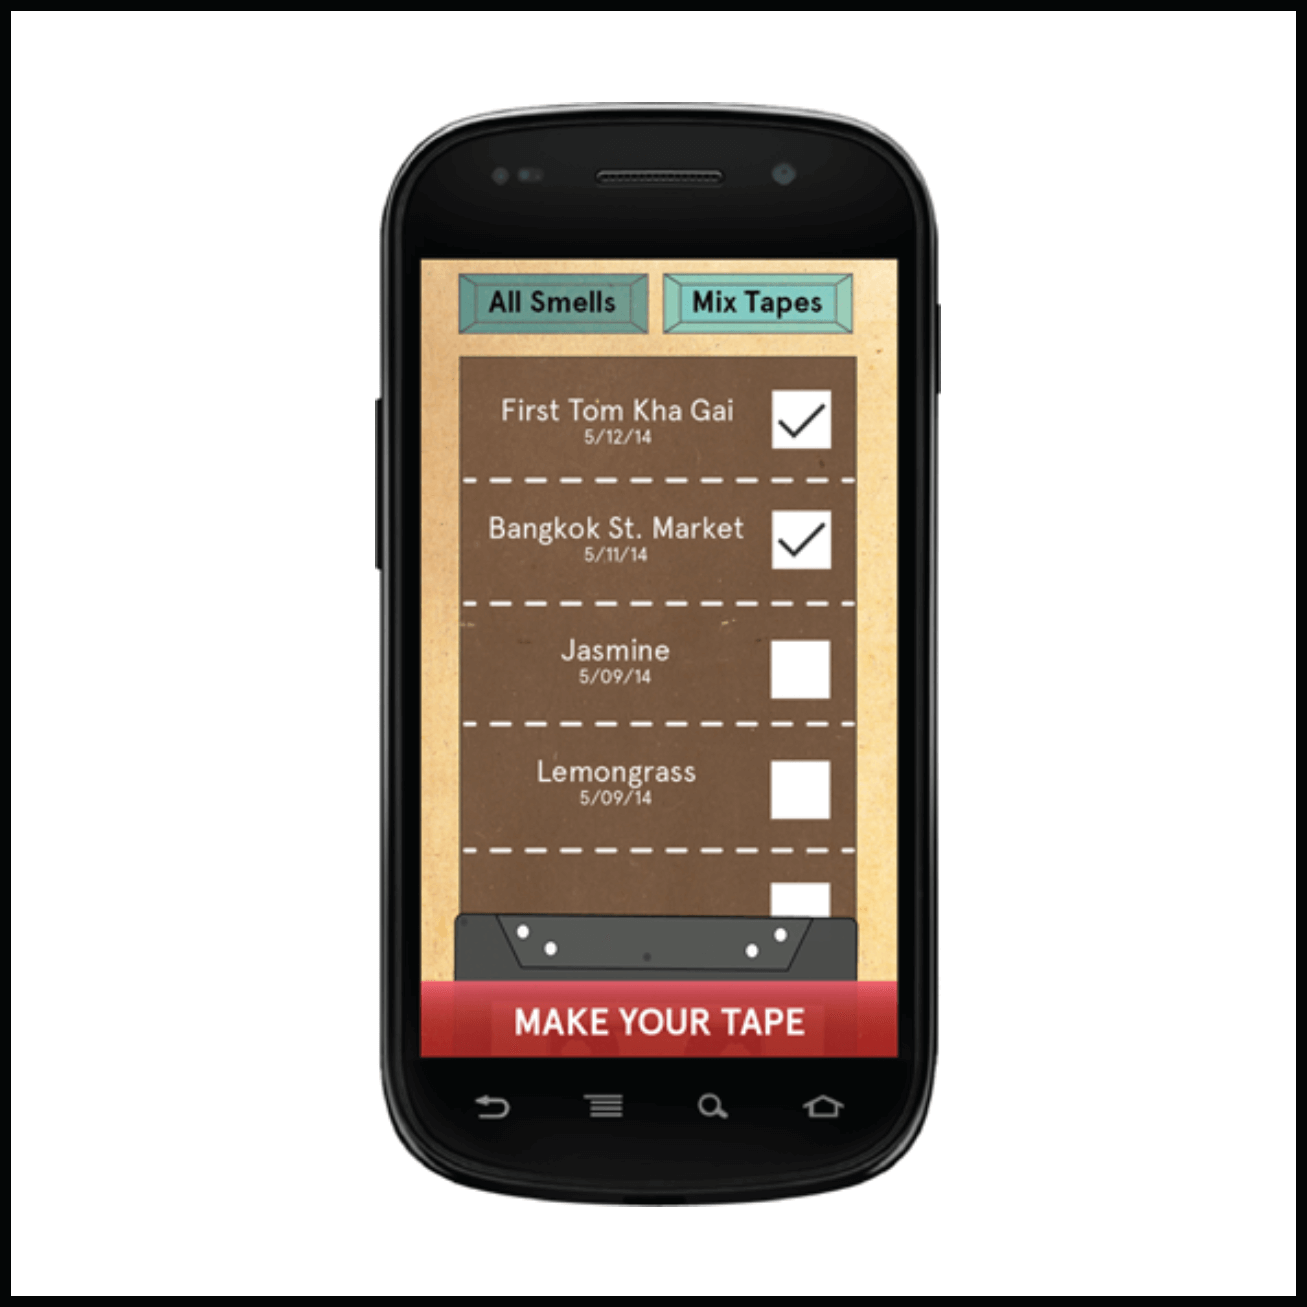 All Smells
Mix Tapes
First Tom Kha Gai
5/12/14
Bangkok St. Market
5/11/14
Jasmine
5/09/14
Lemongrass
5/09/14
MAKE YOUR TAPE